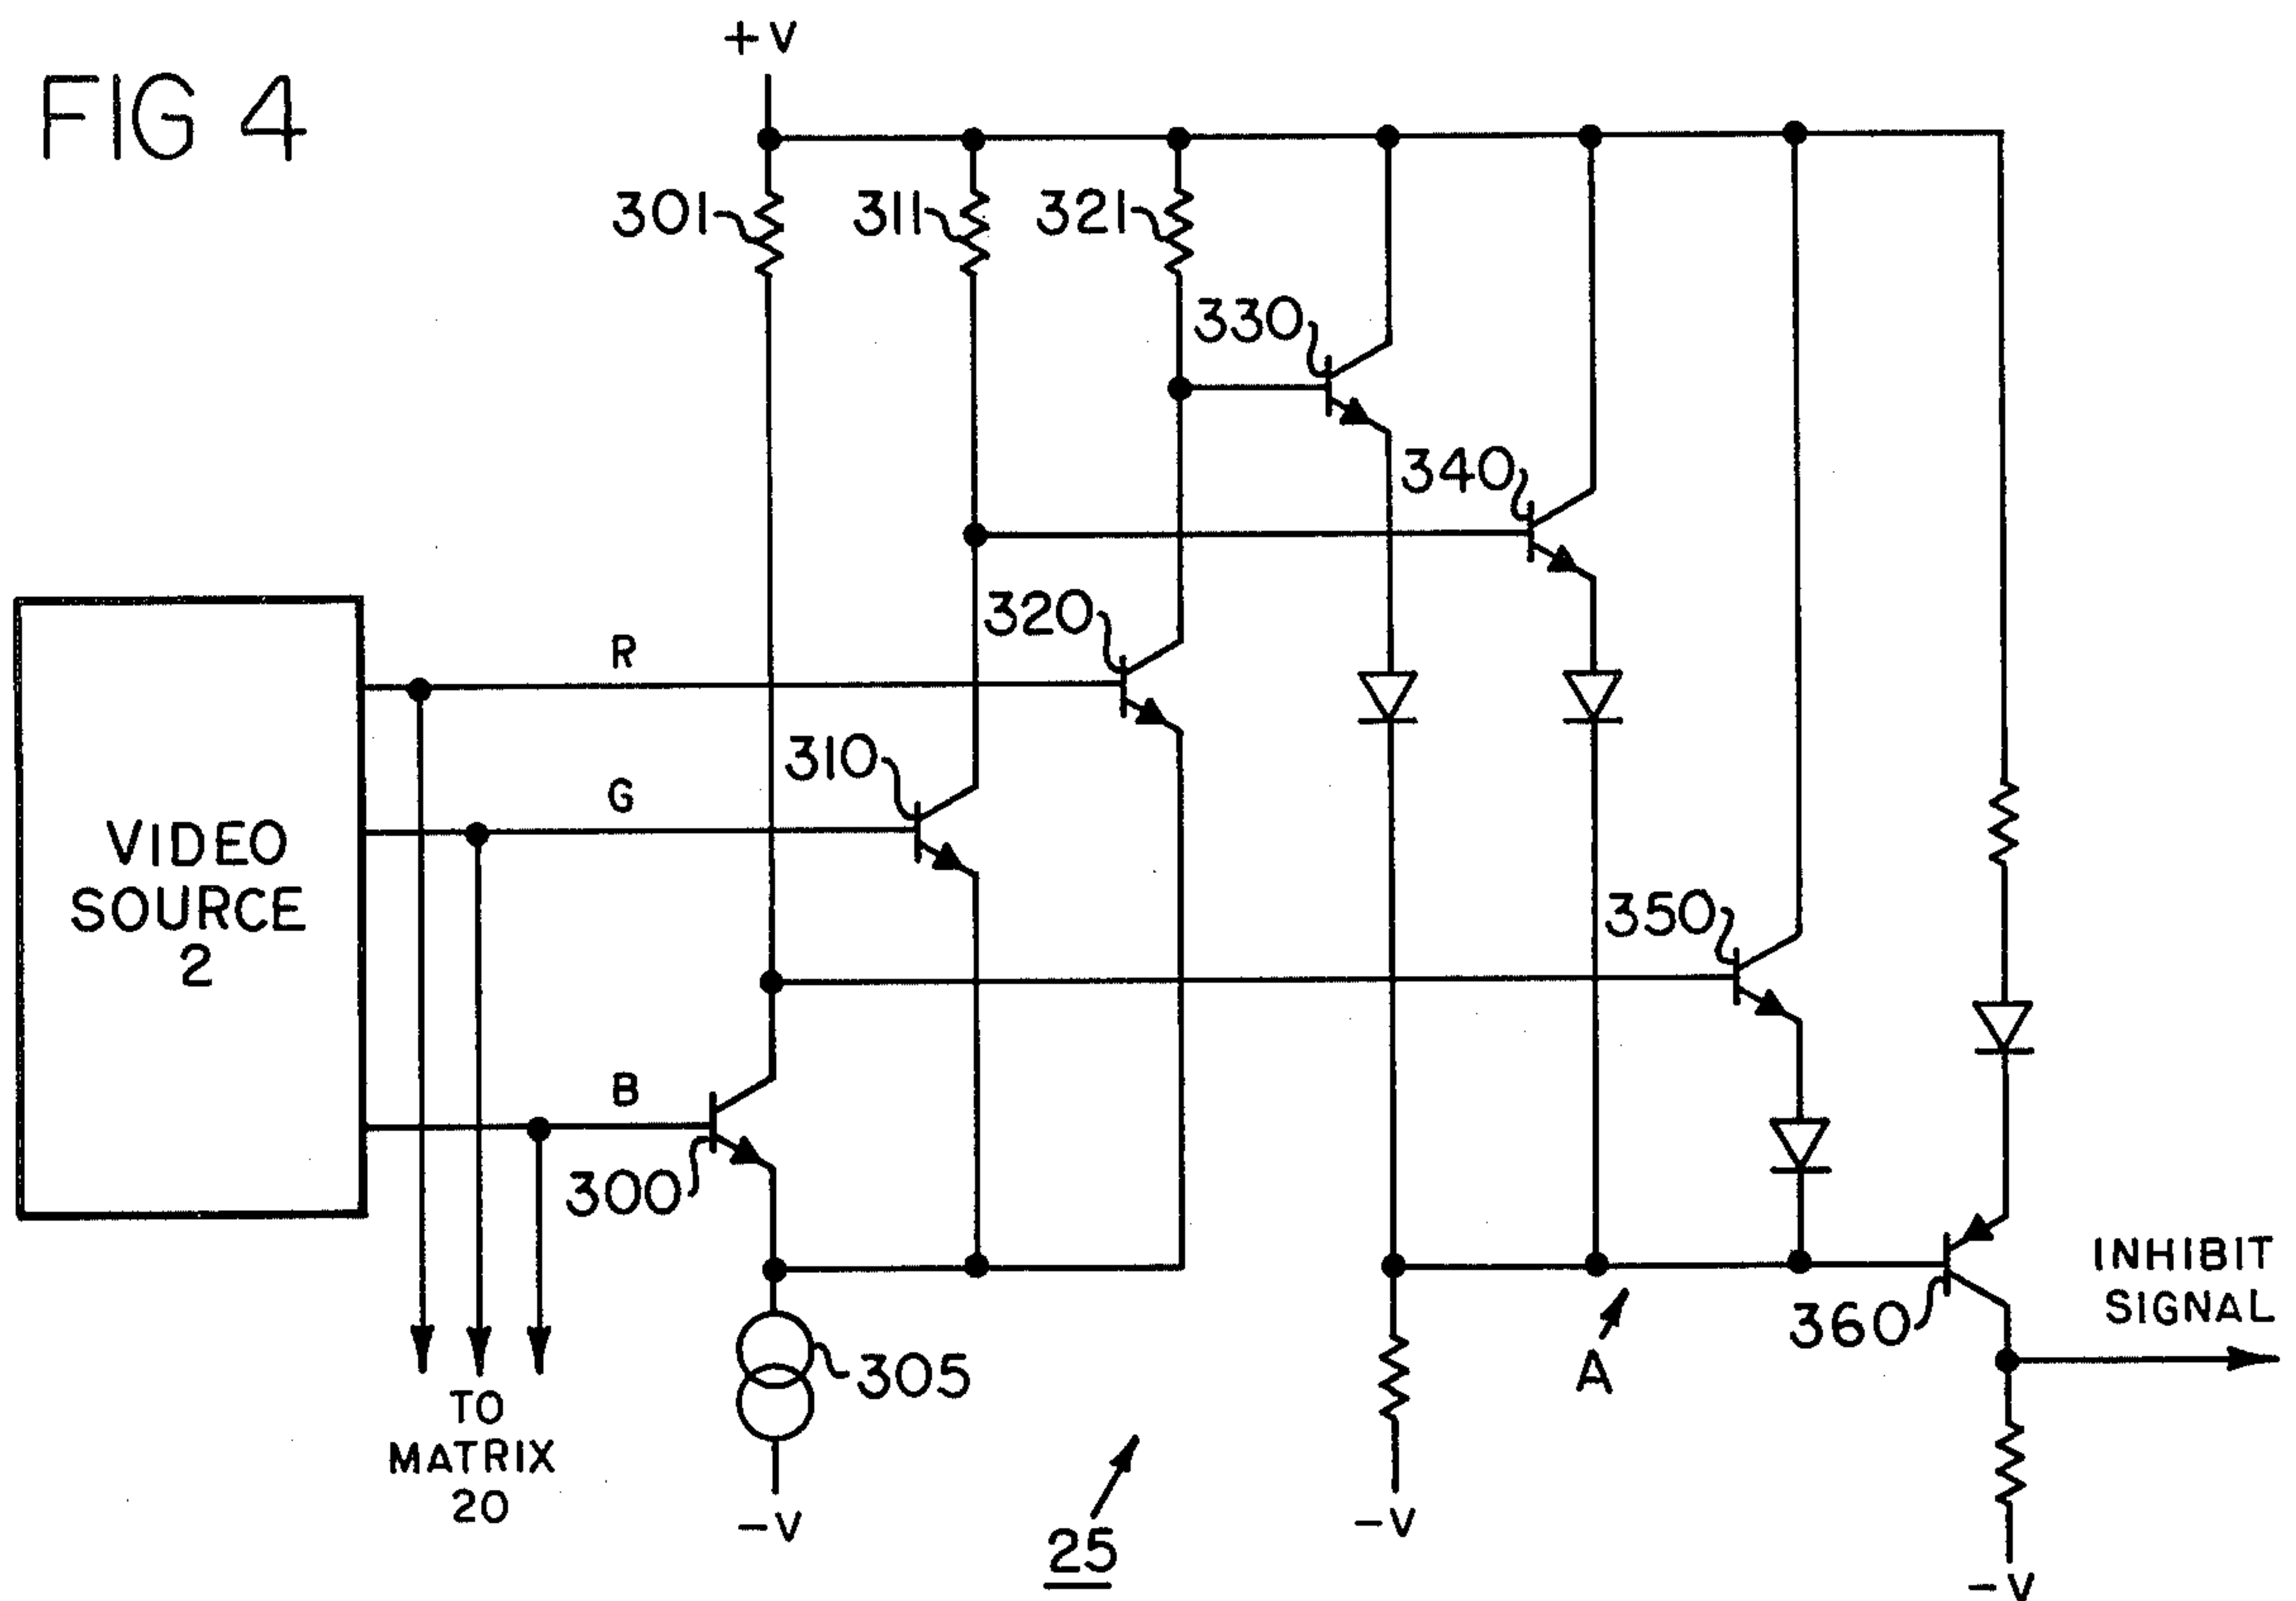 FIG 4
+V
301
311
321
330
340
320
R
310
G
VIDEO
SOURCE
2
350
B
300
INHIBIT
SIGNAL
360
305
A
TO
MATRIX
20
-V
-V
25
-V